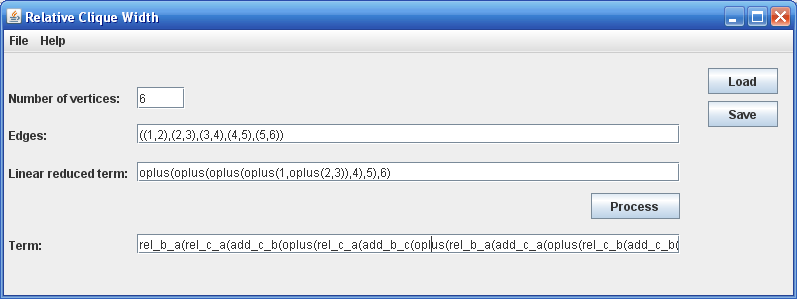 Relative Clique Width
File Help
Load
Number of vertices: 6
Save
Edges: ((1,2),(2,3),(3,4),(4,5),(5,6))
Linear reduced term: oplus(oplus(oplus(oplus(1,oplus(2,3)),4),5),6)
Process
Term: rel_b_a(rel_c_a(add_c_b(oplus(rel_c_a(add_b_c(oplus(rel_b_a(add_c_a(oplus(rel_c_b(add_c_b(